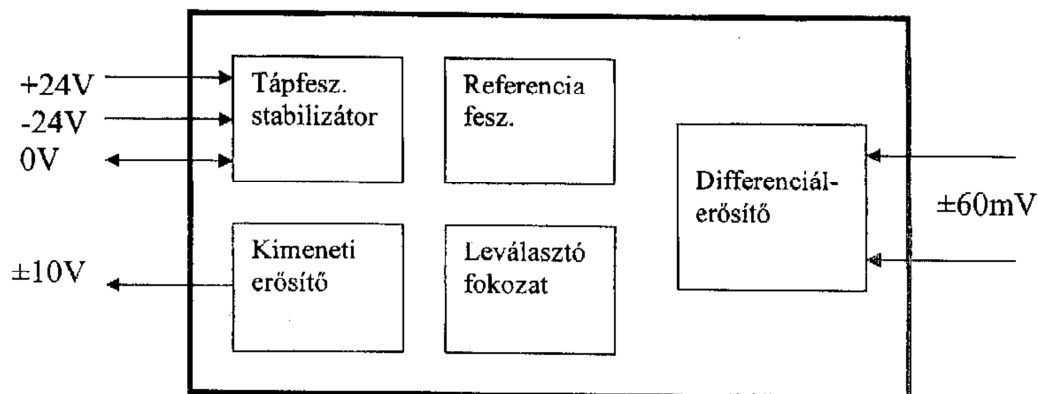 +24V
-24V
0V
±10V
Tápfesz.
stabilizátor
Referencia
fesz.
Kimeneti
erősítő
Leválasztó
fokozat
Differenciál-
erősítő
±60mV